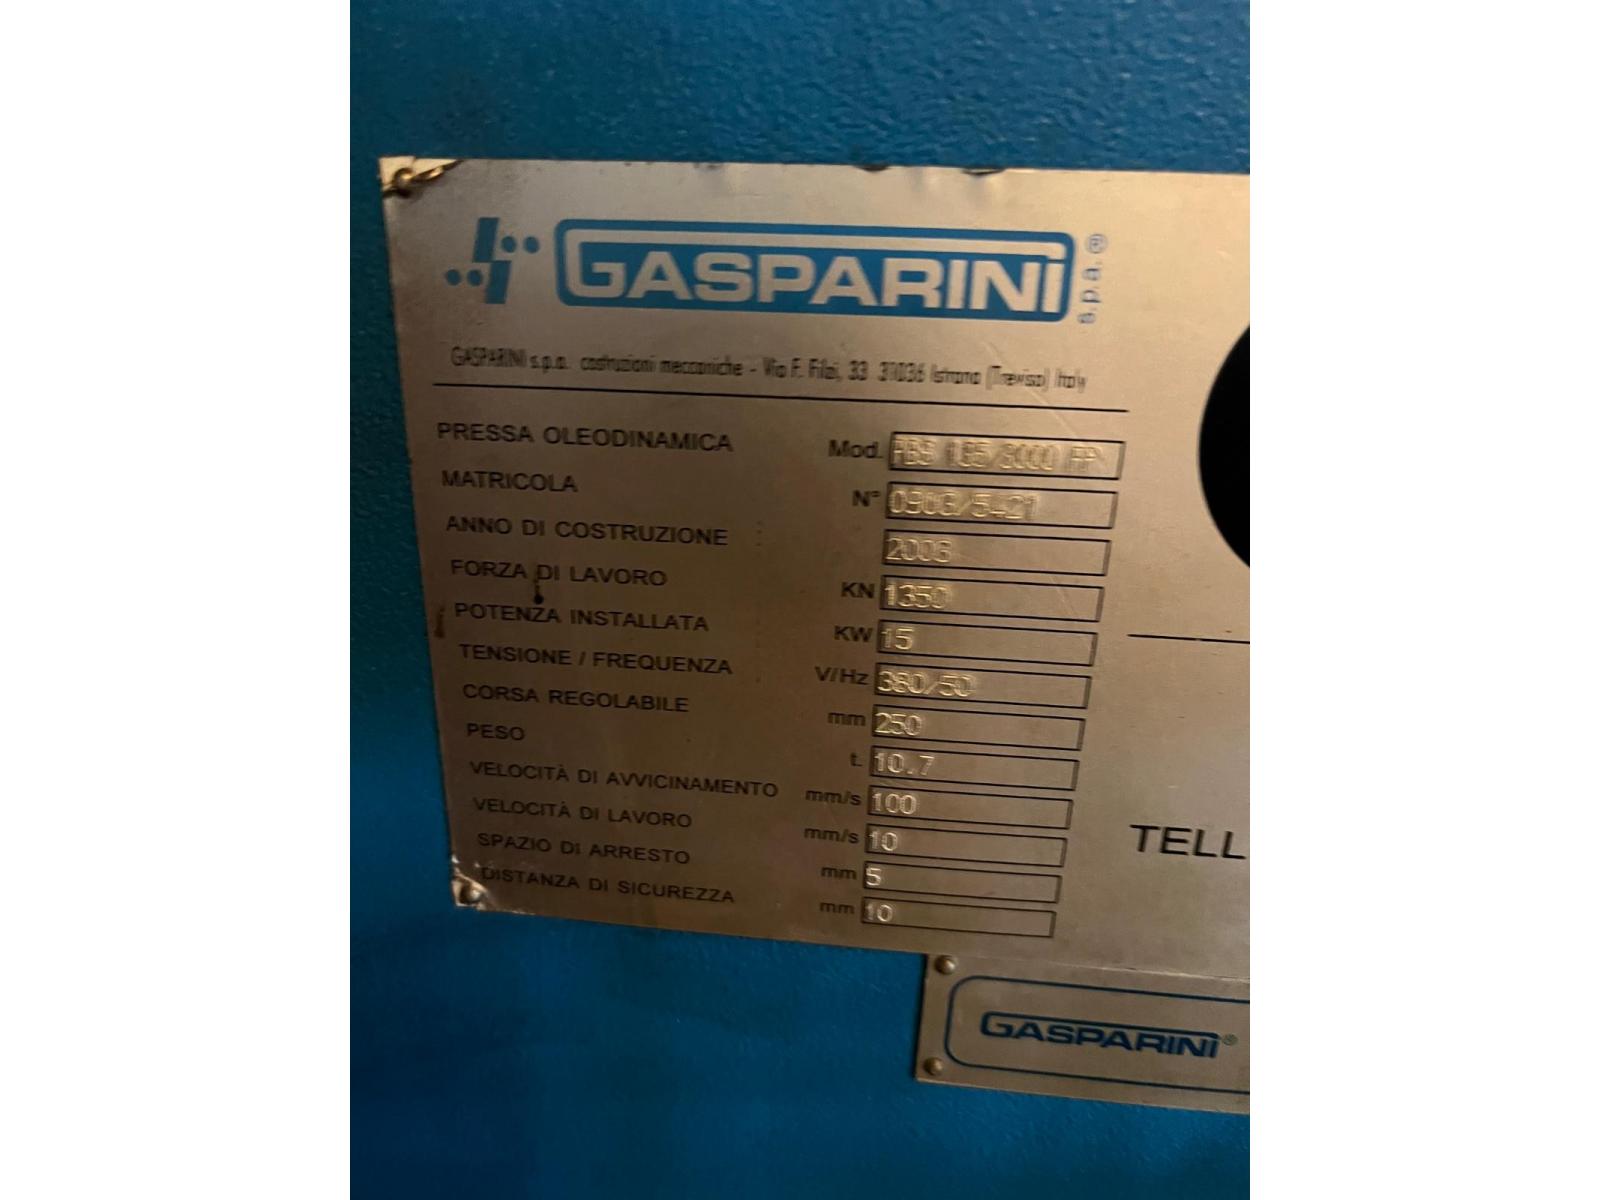 GASPARINI s.p.a.®
GASPARINI s.p.a. costruzioni meccaniche - Via F. Filzi, 33 31036 Istrana (Treviso) Italy
PRESSA OLEODINAMICA Mod. 135/3000
MATRICOLA N°
ANNO DI COSTRUZIONE : 2006
FORZA DI LAVORO KN 1350
POTENZA INSTALLATA KW 15
TENSIONE / FREQUENZA V/Hz 380/50
CORSA REGOLABILE mm 250
PESO t. 10.7
VELOCITÀ DI AVVICINAMENTO mm/s 100
VELOCITÀ DI LAVORO mm/s 10
SPAZIO DI ARRESTO mm 5
DISTANZA DI SICUREZZA mm 10
TELL
GASPARINI®